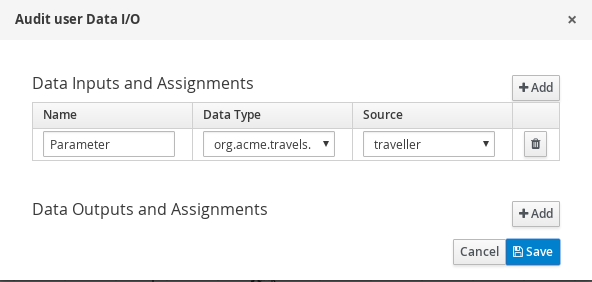 Audit user Data I/O ×
Data Inputs and Assignments + Add
Name Data Type Source
Parameter org.acme.travels. traveller
Data Outputs and Assignments + Add
Cancel Save